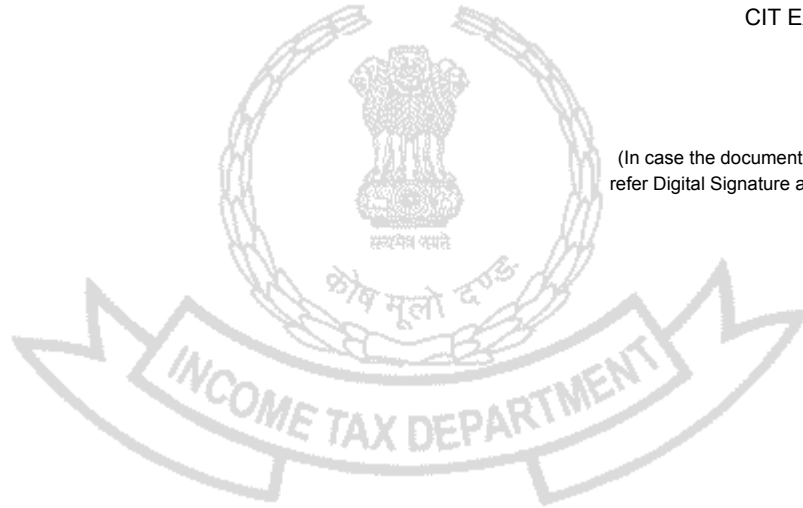 CIT E
(In case the document
refer Digital Signature a
सत्यमेव जयते
कोष मूलो दण्डः
INCOME TAX DEPARTMENT